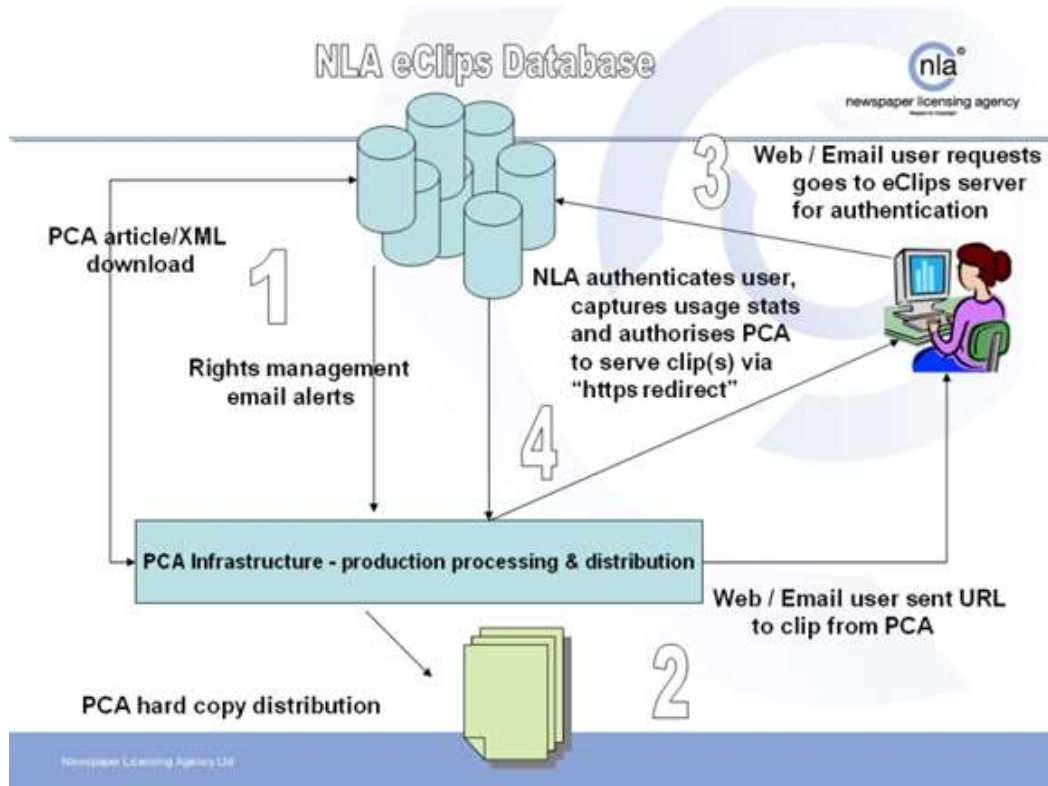 NLA eClips Database
nla
newspaper licensing agency
3
Web / Email user requests
goes to eClips server
for authentication
PCA article/XML
download
1
NLA authenticates user,
captures usage stats
and authorises PCA
to serve clip(s) via
“https redirect”
Rights management
email alerts
4
PCA Infrastructure - production processing & distribution
Web / Email user sent URL
to clip from PCA
2
PCA hard copy distribution
Newspaper Licensing Agency Ltd